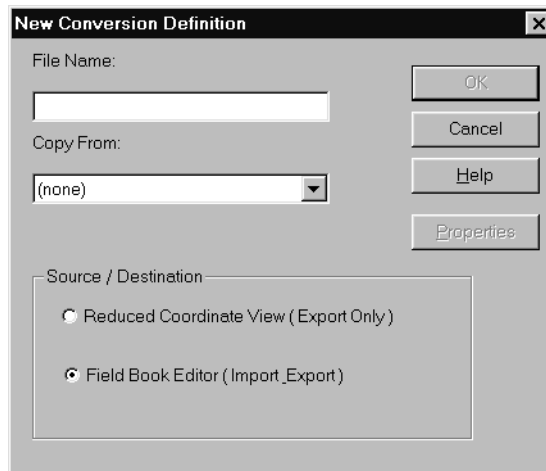 New Conversion Definition
File Name:
OK
Cancel
Copy From:
(none)
Help
Properties
Source / Destination
Reduced Coordinate View ( Export Only )
Field Book Editor ( Import_Export )